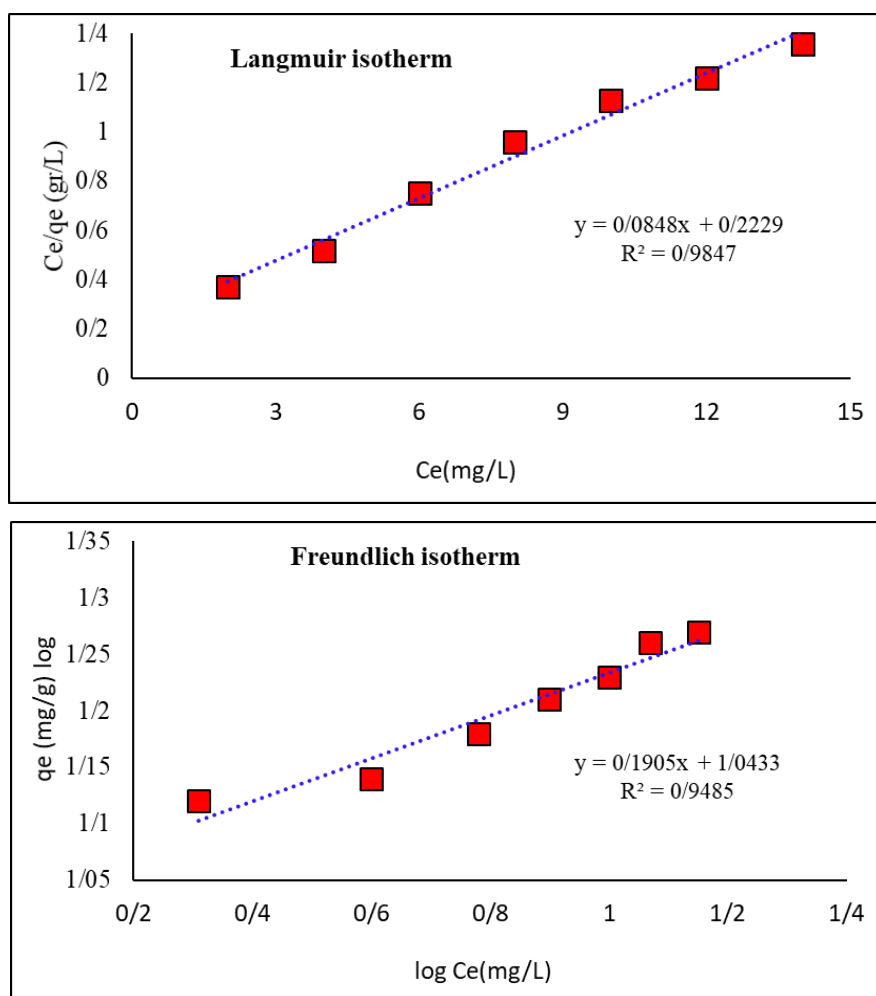 Langmuir isotherm
1/4
1/2
1
0/8
0/6
0/4
0/2
0
Ce/qe (gr/L)
y = 0/0848x + 0/2229
R² = 0/9847
0 3 6 9 12 15
Ce(mg/L)
Freundlich isotherm
1/35
1/3
1/25
1/2
1/15
1/1
1/05
qe (mg/g) log
y = 0/1905x + 1/0433
R² = 0/9485
0/2 0/4 0/6 0/8 1 1/2 1/4
log Ce(mg/L)